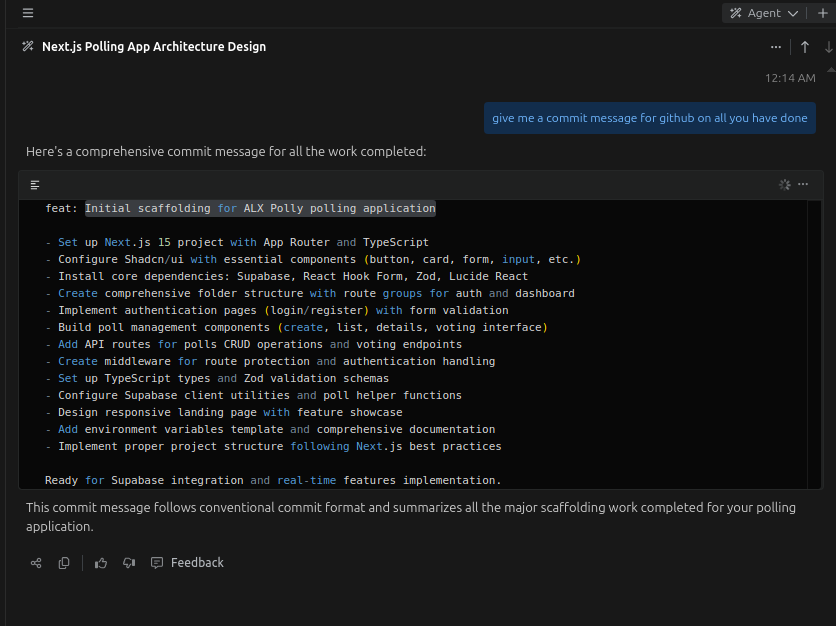 Agent
Next.js Polling App Architecture Design
12:14 AM
give me a commit message for github on all you have done
Here's a comprehensive commit message for all the work completed:
feat: Initial scaffolding for ALX Polly polling application
- Set up Next.js 15 project with App Router and TypeScript
- Configure Shadcn/ui with essential components (button, card, form, input, etc.)
- Install core dependencies: Supabase, React Hook Form, Zod, Lucide React
- Create comprehensive folder structure with route groups for auth and dashboard
- Implement authentication pages (login/register) with form validation
- Build poll management components (create, list, details, voting interface)
- Add API routes for polls CRUD operations and voting endpoints
- Create middleware for route protection and authentication handling
- Set up TypeScript types and Zod validation schemas
- Configure Supabase client utilities and poll helper functions
- Design responsive landing page with feature showcase
- Add environment variables template and comprehensive documentation
- Implement proper project structure following Next.js best practices
Ready for Supabase integration and real-time features implementation.
This commit message follows conventional commit format and summarizes all the major scaffolding work completed for your polling
application.
Feedback